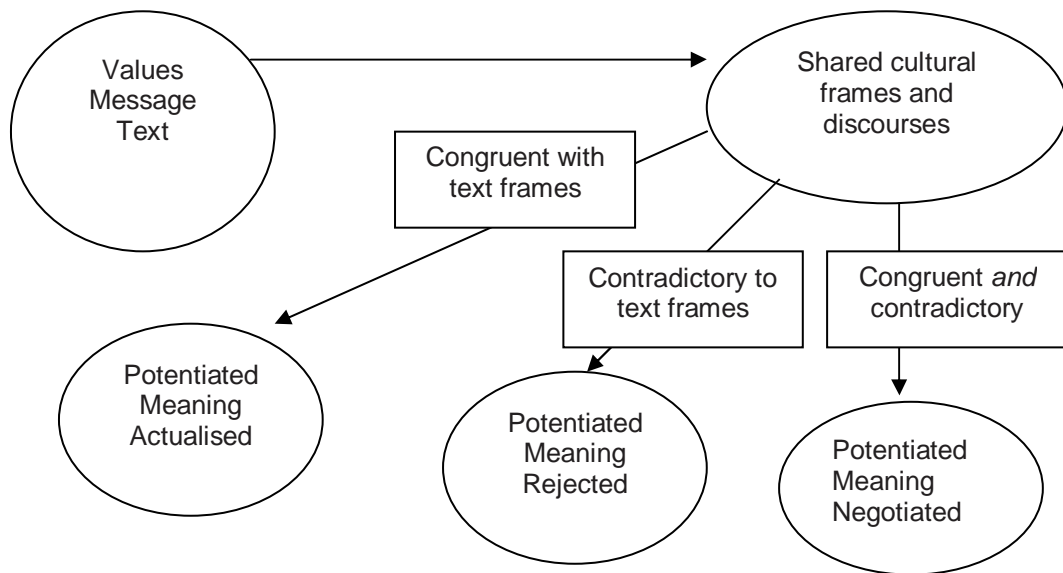 Values
Message
Text
Shared cultural
frames and
discourses
Congruent with
text frames
Contradictory to
text frames
Congruent and
contradictory
Potentiated
Meaning
Actualised
Potentiated
Meaning
Rejected
Potentiated
Meaning
Negotiated